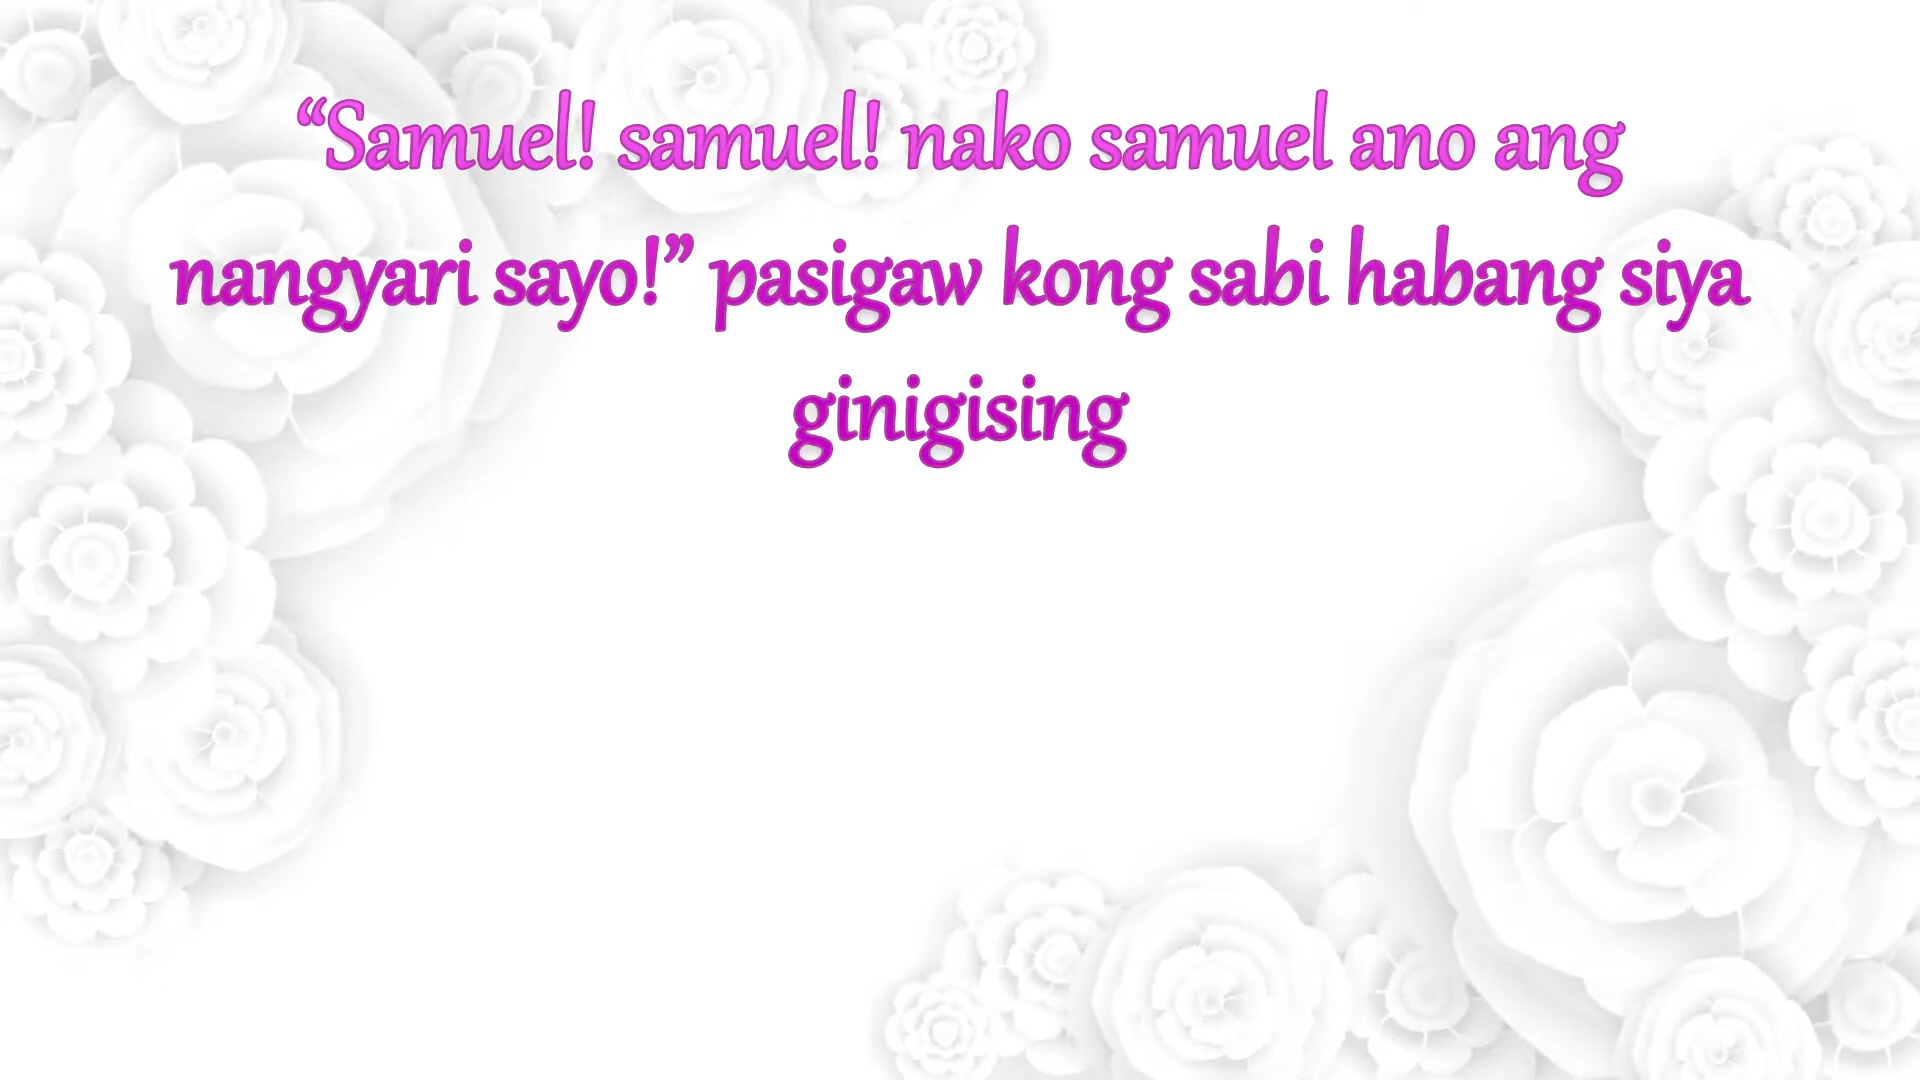 “Samuel! samuel! nako samuel ano ang
nangyari sayo!” pasigaw kong sabi habang siya
ginigising